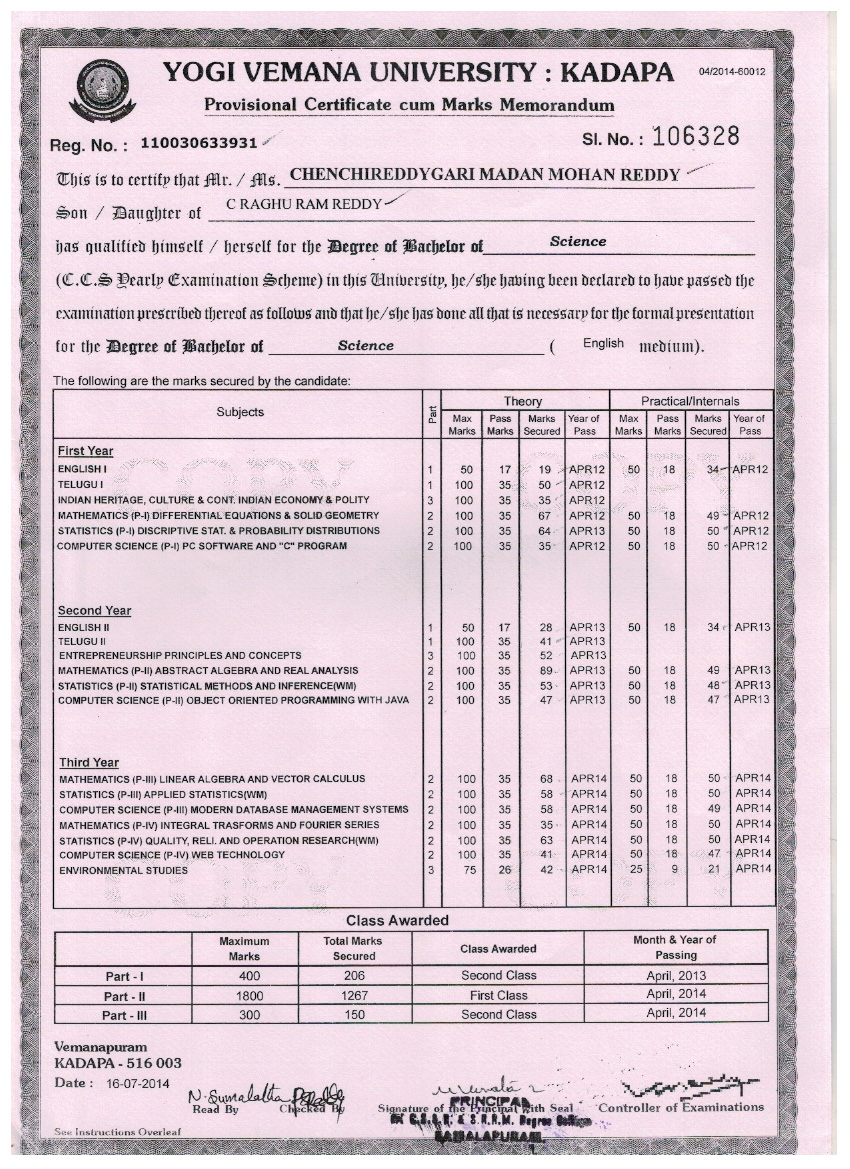 YOGI VEMANA UNIVERSITY : KADAPA
04/2014-60012
Provisional Certificate cum Marks Memorandum
Reg. No. : 110030633931
Sl. No. : 106328
This is to certify that Mr. / Ms. CHENCHIREDDYGARI MADAN MOHAN REDDY
Son / Daughter of C RAGHU RAM REDDY
has qualified himself / herself for the Degree of Bachelor of Science
(C.C.S Yearly Examination Scheme) in this University, he/she having been declared to have passed the
examination prescribed thereof as follows and that he/she has done all that is necessary for the formal presentation
for the Degree of Bachelor of Science ( English medium).
The following are the marks secured by the candidate:
Subjects Part Theory Practical/Internals
Max Marks Pass Marks Marks Secured Year of Pass Max Marks Pass Marks Marks Secured Year of Pass
First Year
ENGLISH I 1 50 17 19 APR12 50 18 34 APR12
TELUGU I 1 100 35 50 APR12
INDIAN HERITAGE, CULTURE & CONT. INDIAN ECONOMY & POLITY 3 100 35 35 APR12
MATHEMATICS (P-I) DIFFERENTIAL EQUATIONS & SOLID GEOMETRY 2 100 35 67 APR12 50 18 49 APR12
STATISTICS (P-I) DISCRIPTIVE STAT. & PROBABILITY DISTRIBUTIONS 2 100 35 64 APR13 50 18 50 APR12
COMPUTER SCIENCE (P-I) PC SOFTWARE AND "C" PROGRAM 2 100 35 35 APR12 50 18 50 APR12
Second Year
ENGLISH II 1 50 17 28 APR13 50 18 34 APR13
TELUGU II 1 100 35 41 APR13
ENTREPRENEURSHIP PRINCIPLES AND CONCEPTS 3 100 35 52 APR13
MATHEMATICS (P-II) ABSTRACT ALGEBRA AND REAL ANALYSIS 2 100 35 89 APR13 50 18 49 APR13
STATISTICS (P-II) STATISTICAL METHODS AND INFERENCE(WM) 2 100 35 53 APR13 50 18 48 APR13
COMPUTER SCIENCE (P-II) OBJECT ORIENTED PROGRAMMING WITH JAVA 2 100 35 47 APR13 50 18 47 APR13
Third Year
MATHEMATICS (P-III) LINEAR ALGEBRA AND VECTOR CALCULUS 2 100 35 68 APR14 50 18 50 APR14
STATISTICS (P-III) APPLIED STATISTICS(WM) 2 100 35 58 APR14 50 18 50 APR14
COMPUTER SCIENCE (P-III) MODERN DATABASE MANAGEMENT SYSTEMS 2 100 35 58 APR14 50 18 49 APR14
MATHEMATICS (P-IV) INTEGRAL TRASFORMS AND FOURIER SERIES 2 100 35 35 APR14 50 18 50 APR14
STATISTICS (P-IV) QUALITY, RELI. AND OPERATION RESEARCH(WM) 2 100 35 63 APR14 50 18 50 APR14
COMPUTER SCIENCE (P-IV) WEB TECHNOLOGY 2 100 35 41 APR14 50 18 47 APR14
ENVIRONMENTAL STUDIES 3 75 26 42 APR14 25 9 21 APR14
Class Awarded
Maximum Marks Total Marks Secured Class Awarded Month & Year of Passing
Part - I 400 206 Second Class April, 2013
Part - II 1800 1267 First Class April, 2014
Part - III 300 150 Second Class April, 2014
Vemanapuram
KADAPA - 516 003
Date : 16-07-2014
N. Sumalatha
Read By Checked By Signature of the Principal With Seal Controller of Examinations
PRINCIPAL
C.S.S.R. & S.R.R.M. Degree College
KAMALAPURAM.
See Instructions Overleaf